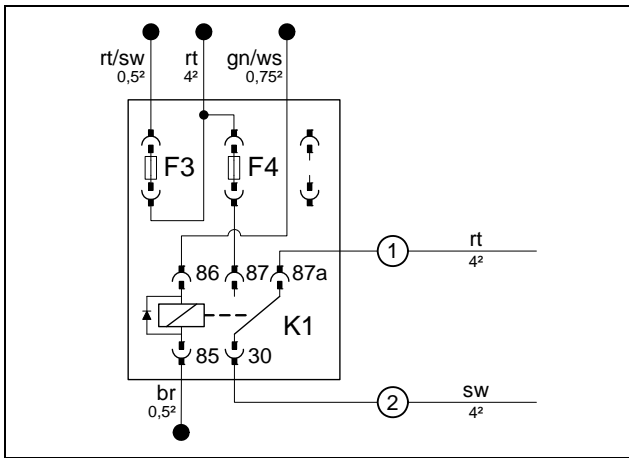 rt/sw rt gn/ws
0,5² 4² 0,75²
F3 F4
1 rt
4²
86 87 87a
K1
85 30
br
0,5²
2 sw
4²